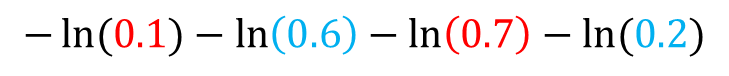 − ln(0.1) − ln(0.6) − ln(0.7) − ln(0.2)